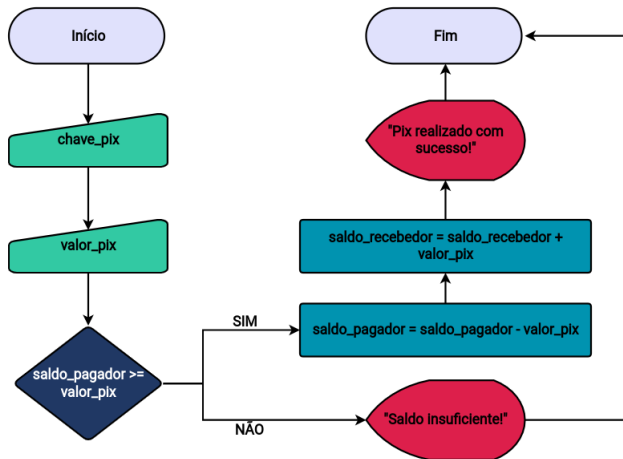 Início
chave_pix
valor_pix
saldo_pagador >=
valor_pix
SIM
NÃO
saldo_pagador = saldo_pagador - valor_pix
saldo_recebedor = saldo_recebedor +
valor_pix
"Pix realizado com
sucesso!"
"Saldo insuficiente!"
Fim